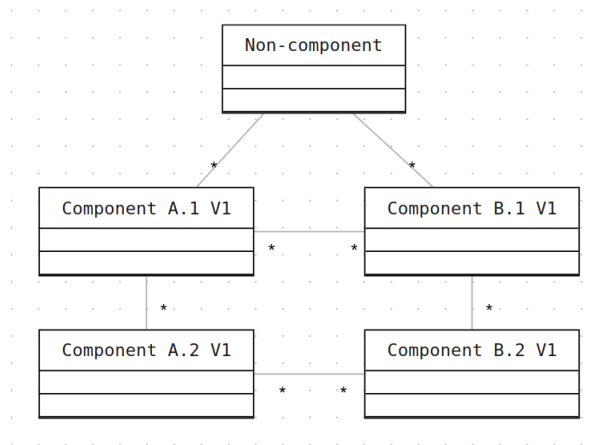 Non-component
* *
Component A.1 V1 Component B.1 V1
* *
* *
Component A.2 V1 Component B.2 V1
* *